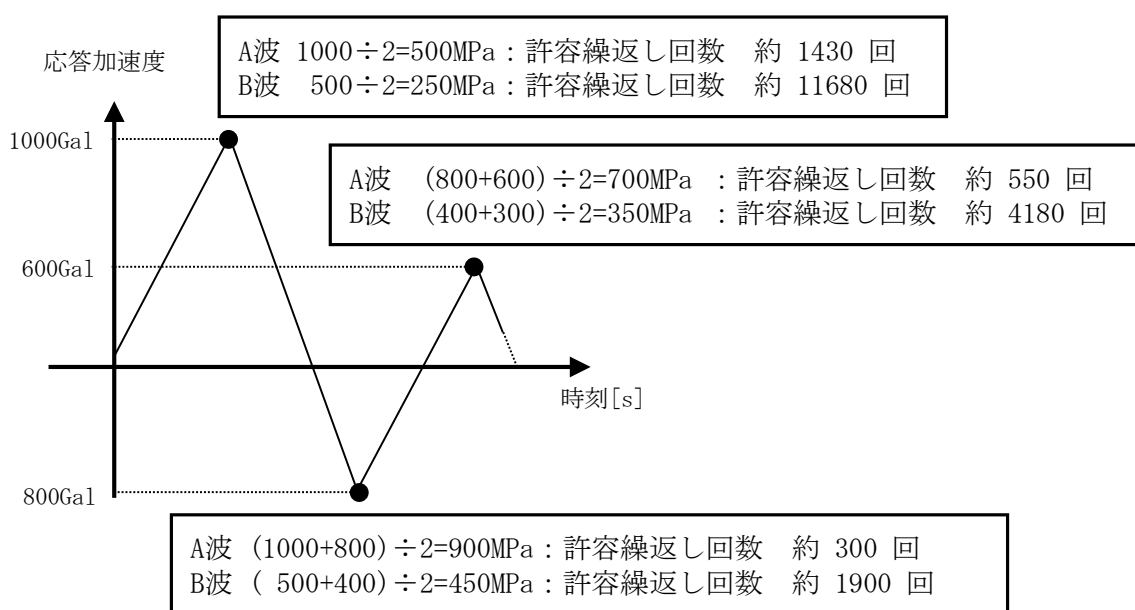 応答加速度
A波 1000÷2=500MPa：許容繰返し回数 約 1430 回
B波 500÷2=250MPa：許容繰返し回数 約 11680 回
1000Gal
A波 (800+600)÷2=700MPa ：許容繰返し回数 約 550 回
B波 (400+300)÷2=350MPa ：許容繰返し回数 約 4180 回
600Gal
時刻[s]
800Gal
A波 (1000+800)÷2=900MPa：許容繰返し回数 約 300 回
B波 ( 500+400)÷2=450MPa：許容繰返し回数 約 1900 回